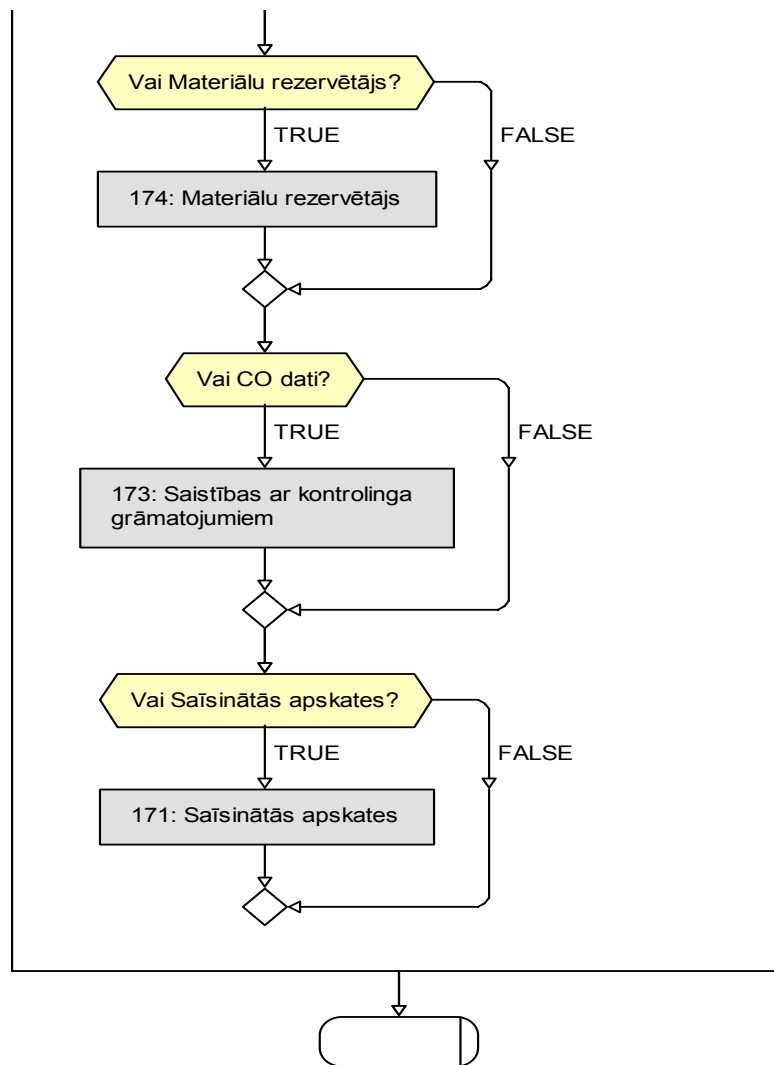 Vai Materiālu rezervētājs?
TRUE
FALSE
174: Materiālu rezervētājs
Vai CO dati?
TRUE
FALSE
173: Saistības ar kontrolinga
grāmatojumiem
Vai Saīsinātās apskates?
TRUE
FALSE
171: Saīsinātās apskates